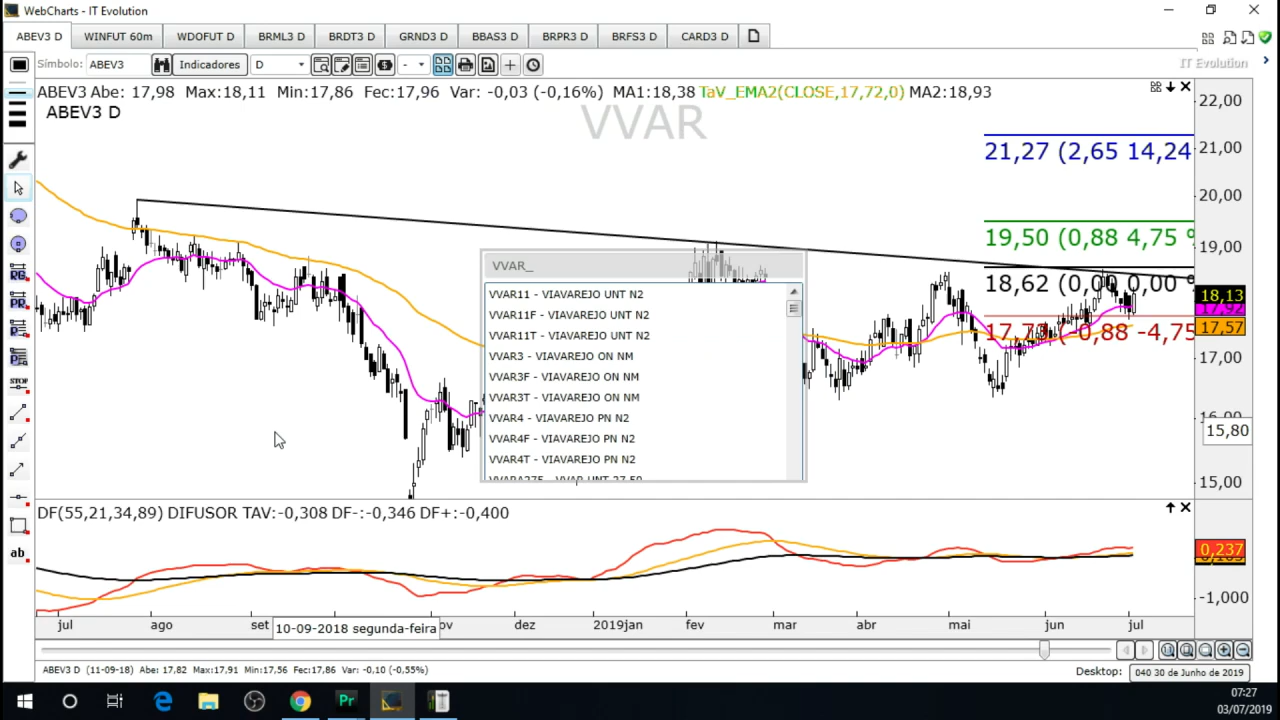 WebCharts - IT Evolution
ABEV3 D WINFUT 60m WDOFUT D BRML3 D BRDT3 D GRND3 D BBAS3 D BRPR3 D BRFS3 D CARD3 D
Símbolo: ABEV3 Indicadores D - IT Evolution
ABEV3 Abe: 17,98 Max:18,11 Min:17,86 Fec:17,96 Var: -0,03 (-0,16%) MA1:18,38 TaV_EMA2(CLOSE,17,72,0) MA2:18,93
ABEV3 D
VVAR
22,00
21,00
20,00
19,00
17,00
16,00
15,00
21,27 (2,65 14,24
19,50 (0,88 4,75 %
18,62 (0,00 0,00 %
-0,88 -4,75
18,13
17,92
17,57
15,80
VVAR_
VVAR11 - VIAVAREJO UNT N2
VVAR11F - VIAVAREJO UNT N2
VVAR11T - VIAVAREJO UNT N2
VVAR3 - VIAVAREJO ON NM
VVAR3F - VIAVAREJO ON NM
VVAR3T - VIAVAREJO ON NM
VVAR4 - VIAVAREJO PN N2
VVAR4F - VIAVAREJO PN N2
VVAR4T - VIAVAREJO PN N2
RG
PR
STOP
ab
DF(55,21,34,89) DIFUSOR TAV:-0,308 DF-:-0,346 DF+:-0,400
0,237
-1,000
jul ago set ov dez 2019jan fev mar abr mai jun jul
10-09-2018 segunda-feira
ABEV3 D (11-09-18) Abe: 17,82 Max:17,91 Min:17,56 Fec:17,86 Var: -0,10 (-0,55%)
Desktop: 040 30 de Junho de 2019
Pr
07:27
03/07/2019